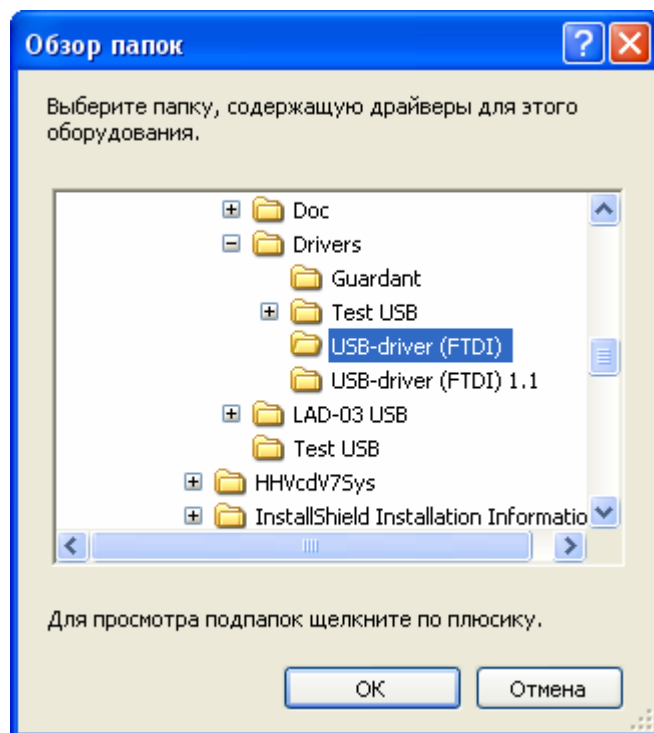 Обзор папок
Выберите папку, содержащую драйверы для этого
оборудования.
Doc
Drivers
Guardant
Test USB
USB-driver (FTDI)
USB-driver (FTDI) 1.1
LAD-03 USB
Test USB
HHVcdV7Sys
InstallShield Installation Informatio
Для просмотра подпапок щелкните по плюсику.
ОК
Отмена